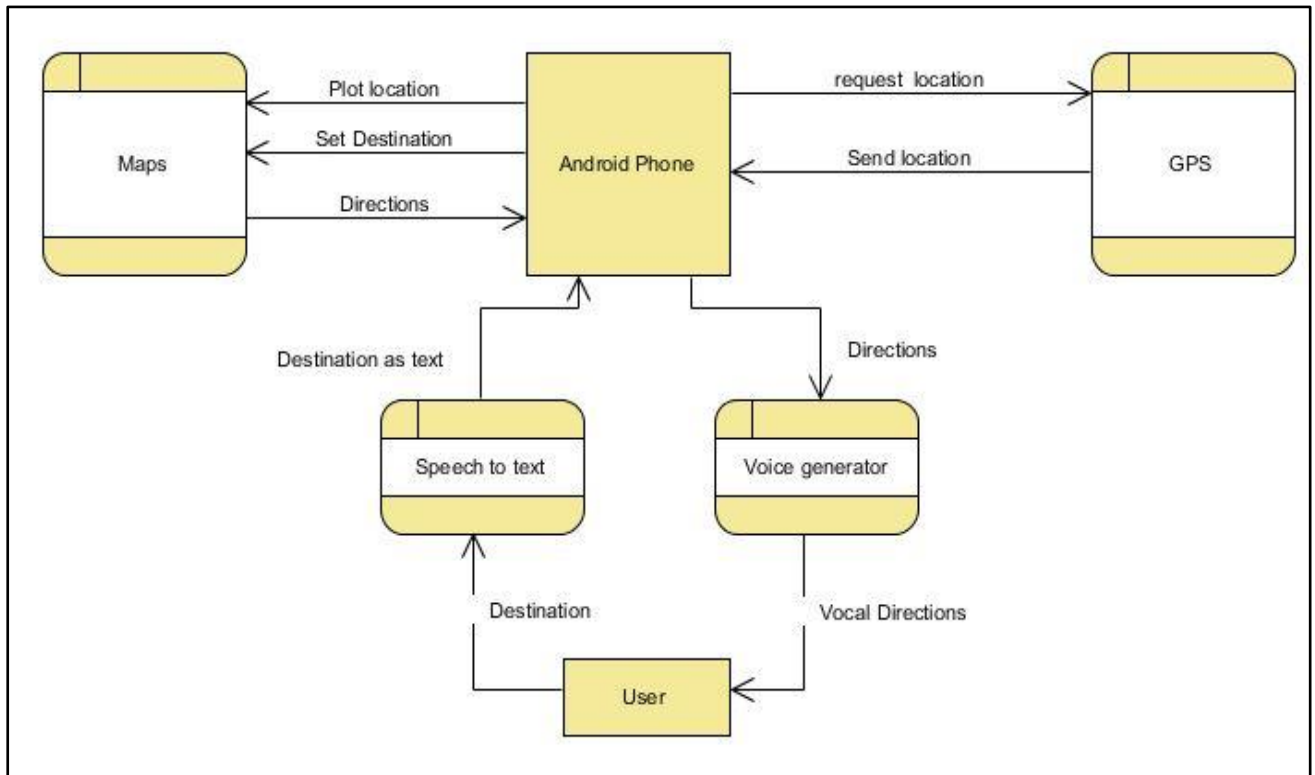 Plot location
request location
Set Destination
Maps
Android Phone
Send location
GPS
Directions
Destination as text
Directions
Speech to text
Voice generator
Destination
Vocal Directions
User